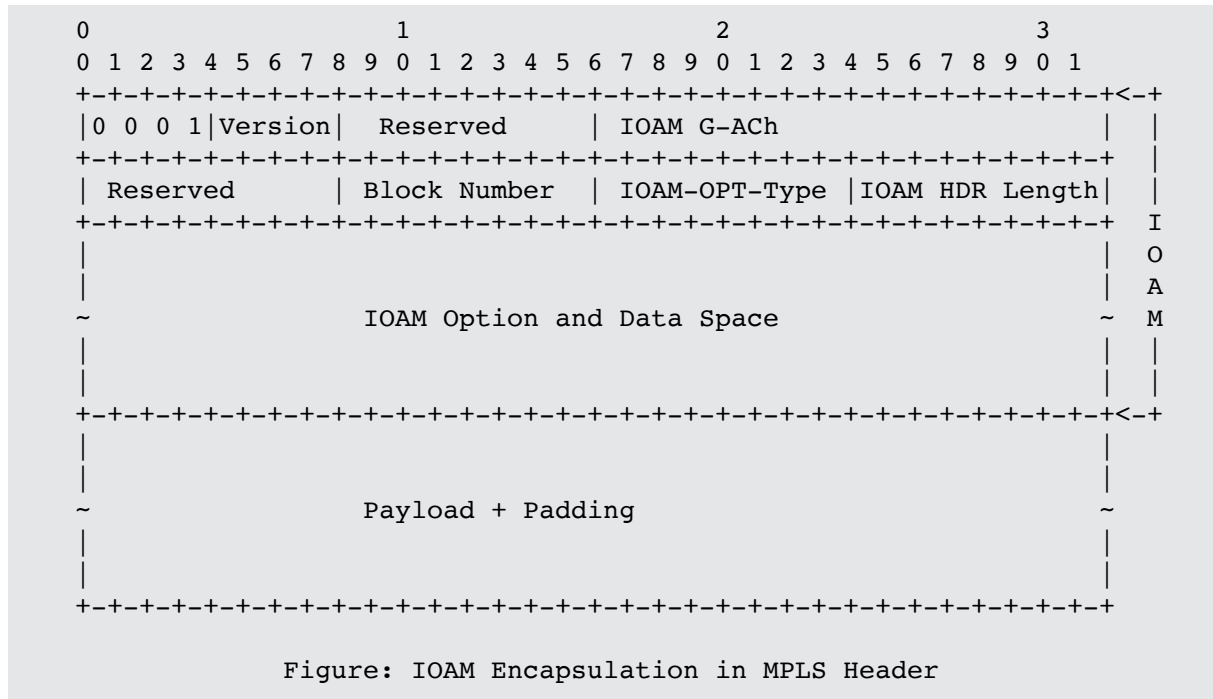 0                   1                   2                   3
 0 1 2 3 4 5 6 7 8 9 0 1 2 3 4 5 6 7 8 9 0 1 2 3 4 5 6 7 8 9 0 1
+-+-+-+-+-+-+-+-+-+-+-+-+-+-+-+-+-+-+-+-+-+-+-+-+-+-+-+-+-+-+-+-+<-+
|0 0 0 1|Version|  Reserved     | IOAM G-ACh                    |  |
+-+-+-+-+-+-+-+-+-+-+-+-+-+-+-+-+-+-+-+-+-+-+-+-+-+-+-+-+-+-+-+-+  |
| Reserved      | Block Number  | IOAM-OPT-Type |IOAM HDR Length|  |
+-+-+-+-+-+-+-+-+-+-+-+-+-+-+-+-+-+-+-+-+-+-+-+-+-+-+-+-+-+-+-+-+  I
|                                                               |  O
|                                                               |  A
~                 IOAM Option and Data Space                    ~  M
|                                                               |  |
|                                                               |  |
+-+-+-+-+-+-+-+-+-+-+-+-+-+-+-+-+-+-+-+-+-+-+-+-+-+-+-+-+-+-+-+-+<-+
|                                                               |
|                                                               |
~                 Payload + Padding                             ~
|                                                               |
|                                                               |
+-+-+-+-+-+-+-+-+-+-+-+-+-+-+-+-+-+-+-+-+-+-+-+-+-+-+-+-+-+-+-+-+
Figure: IOAM Encapsulation in MPLS Header